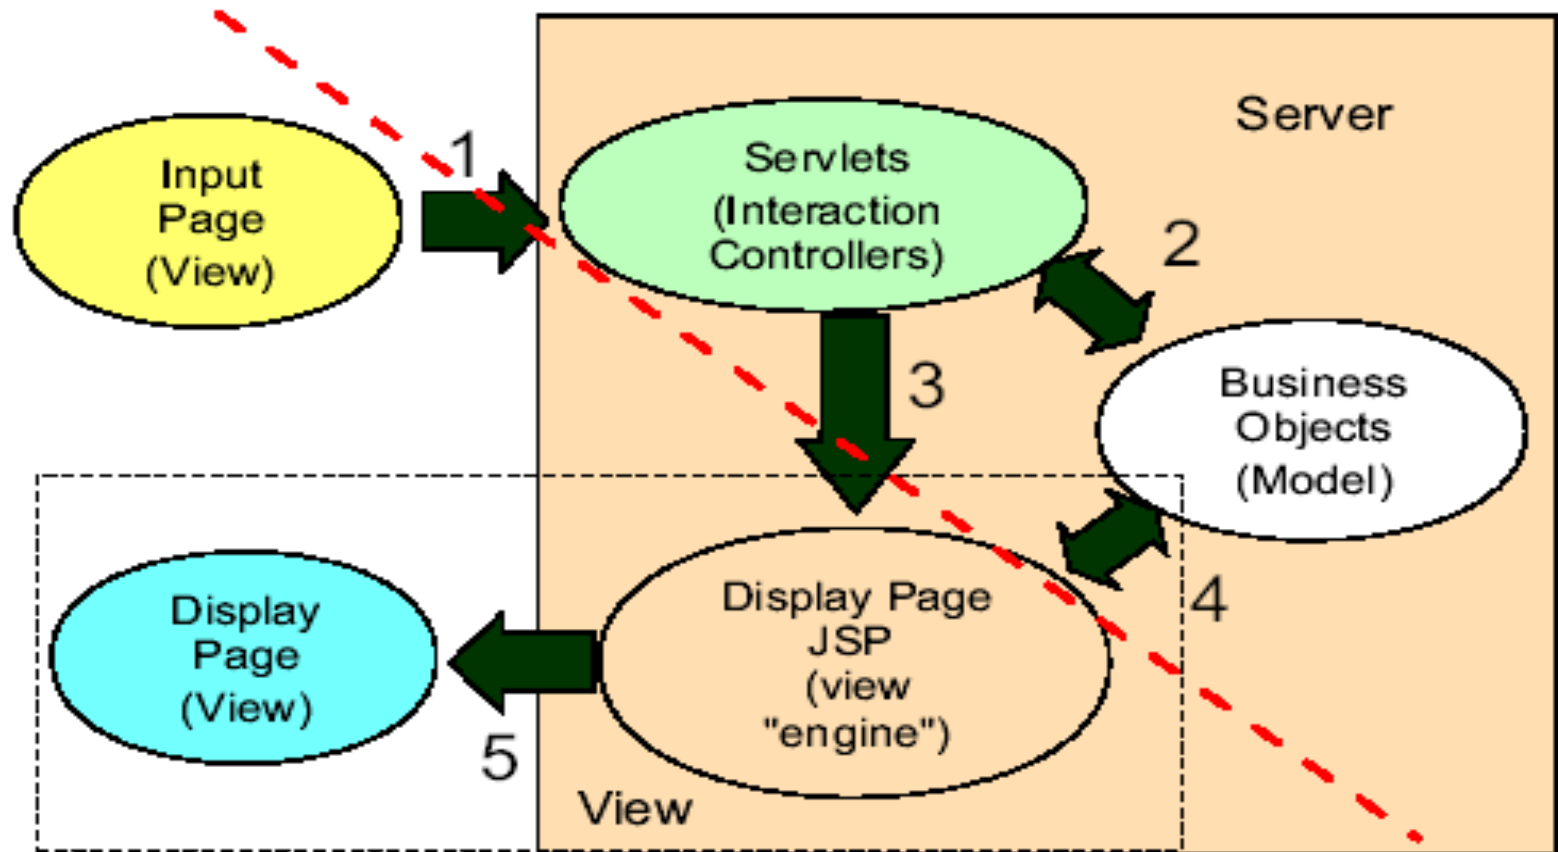 Server
1
Input
Page
(View)
Servlets
(Interaction
Controllers)
2
3
Business
Objects
(Model)
4
Display Page
JSP
(view
"engine")
5
Display
Page
(View)
View